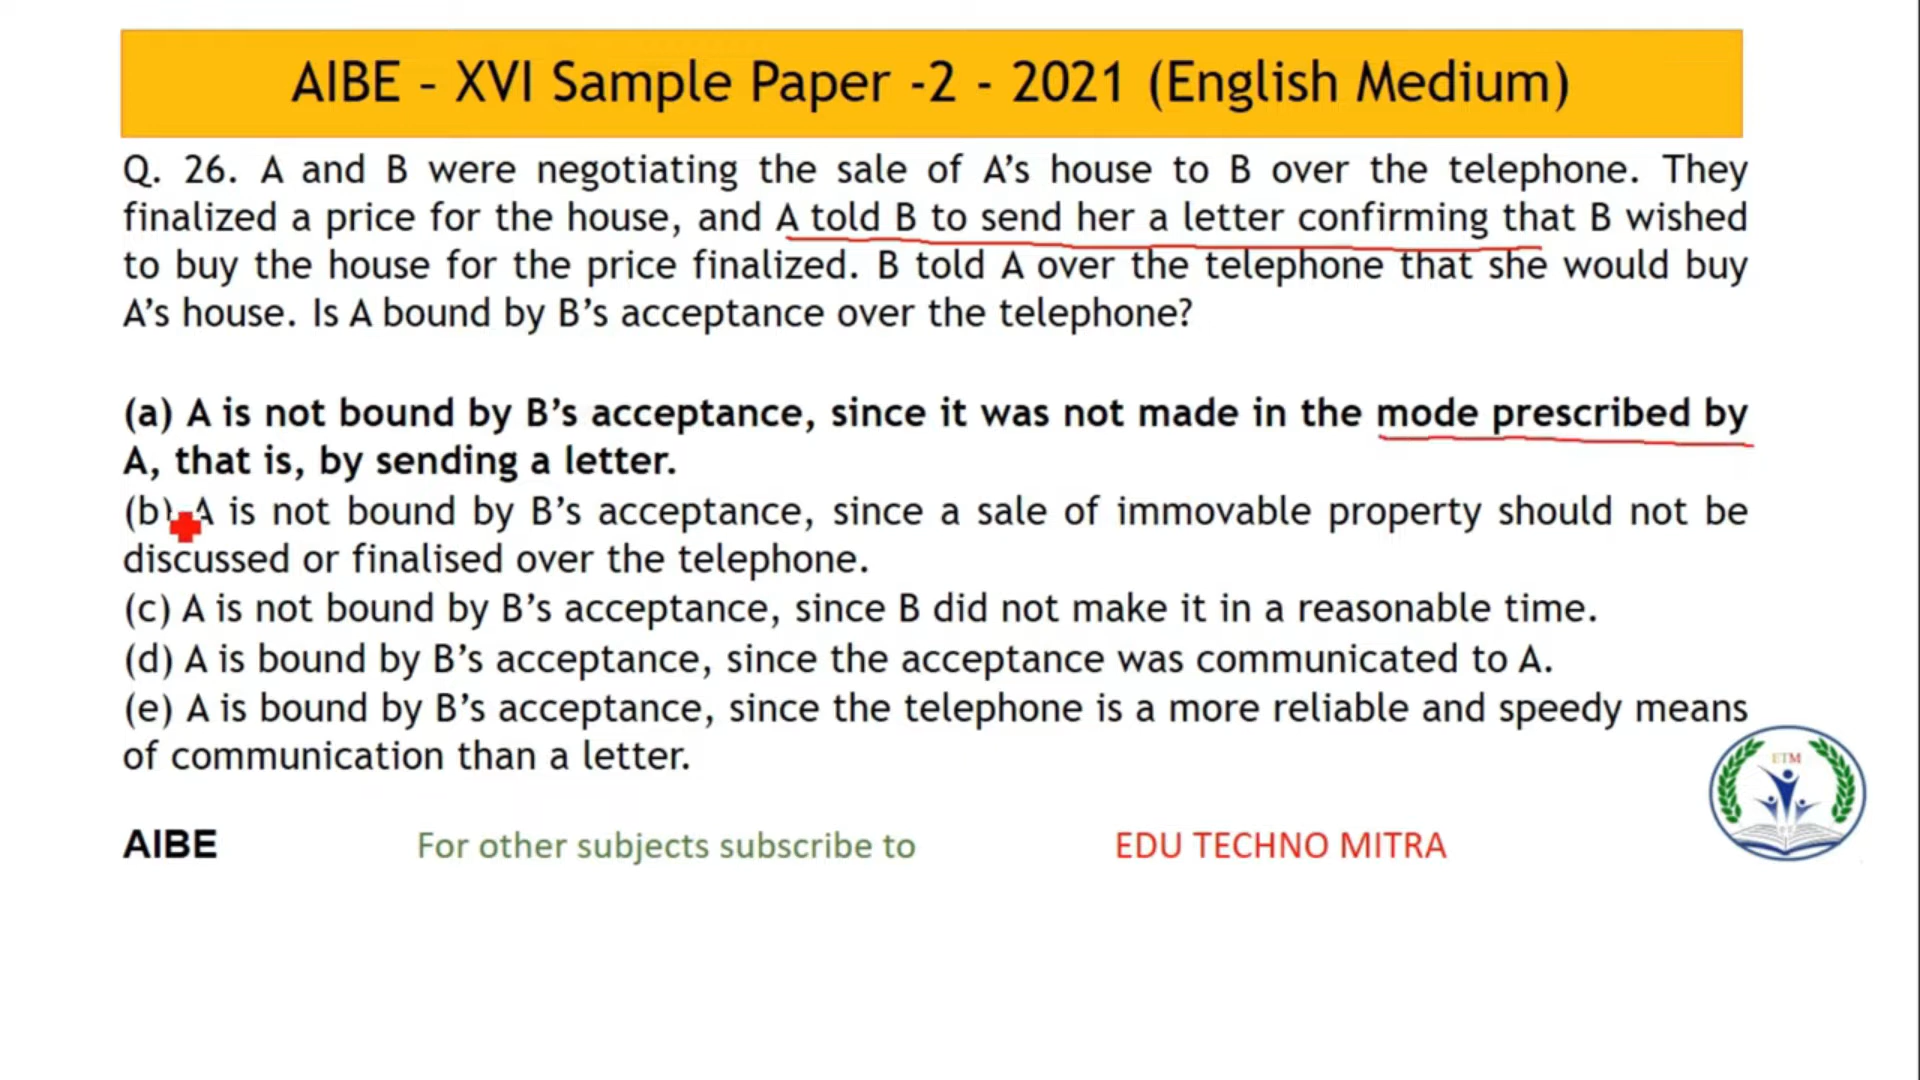 AIBE – XVI Sample Paper -2 - 2021 (English Medium)
Q. 26. A and B were negotiating the sale of A’s house to B over the telephone. They
finalized a price for the house, and A told B to send her a letter confirming that B wished
to buy the house for the price finalized. B told A over the telephone that she would buy
A’s house. Is A bound by B’s acceptance over the telephone?
(a) A is not bound by B’s acceptance, since it was not made in the mode prescribed by
A, that is, by sending a letter.
(b) A is not bound by B’s acceptance, since a sale of immovable property should not be
discussed or finalised over the telephone.
(c) A is not bound by B’s acceptance, since B did not make it in a reasonable time.
(d) A is bound by B’s acceptance, since the acceptance was communicated to A.
(e) A is bound by B’s acceptance, since the telephone is a more reliable and speedy means
of communication than a letter.
ETM
AIBE For other subjects subscribe to EDU TECHNO MITRA